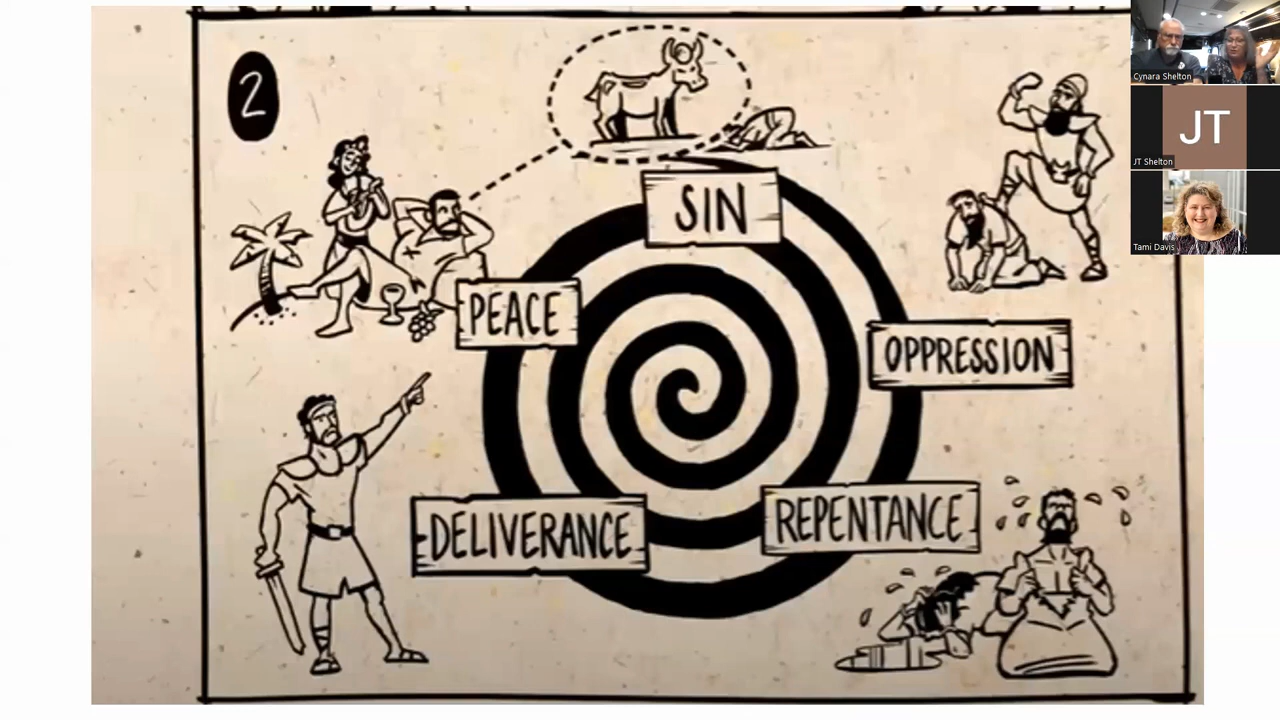 2
SIN
PEACE
OPPRESSION
DELIVERANCE
REPENTANCE
Cynara Shelton
JT
JT Shelton
Tami Davis